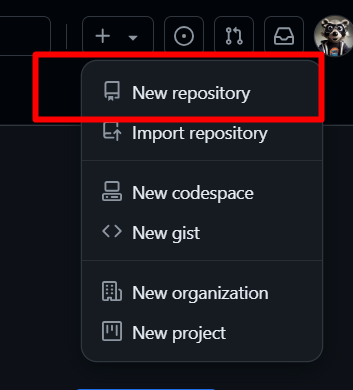 New repository
Import repository
New codespace
New gist
New organization
New project